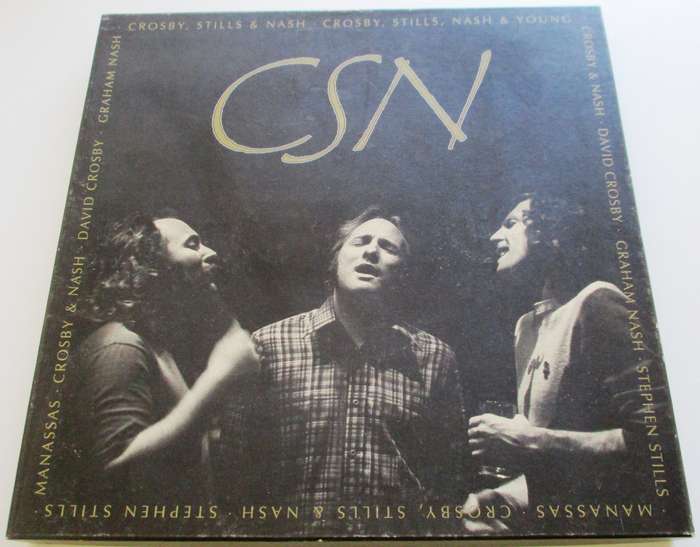 CROSBY, STILLS & NASH · CROSBY, STILLS, NASH & YOUNG
CROSBY & NASH · DAVID CROSBY · GRAHAM NASH · STEPHEN STILLS
· MANASSAS · CROSBY, STILLS & NASH · STEPHEN STILLS ·
MANASSAS · CROSBY & NASH · DAVID CROSBY · GRAHAM NASH
CSN